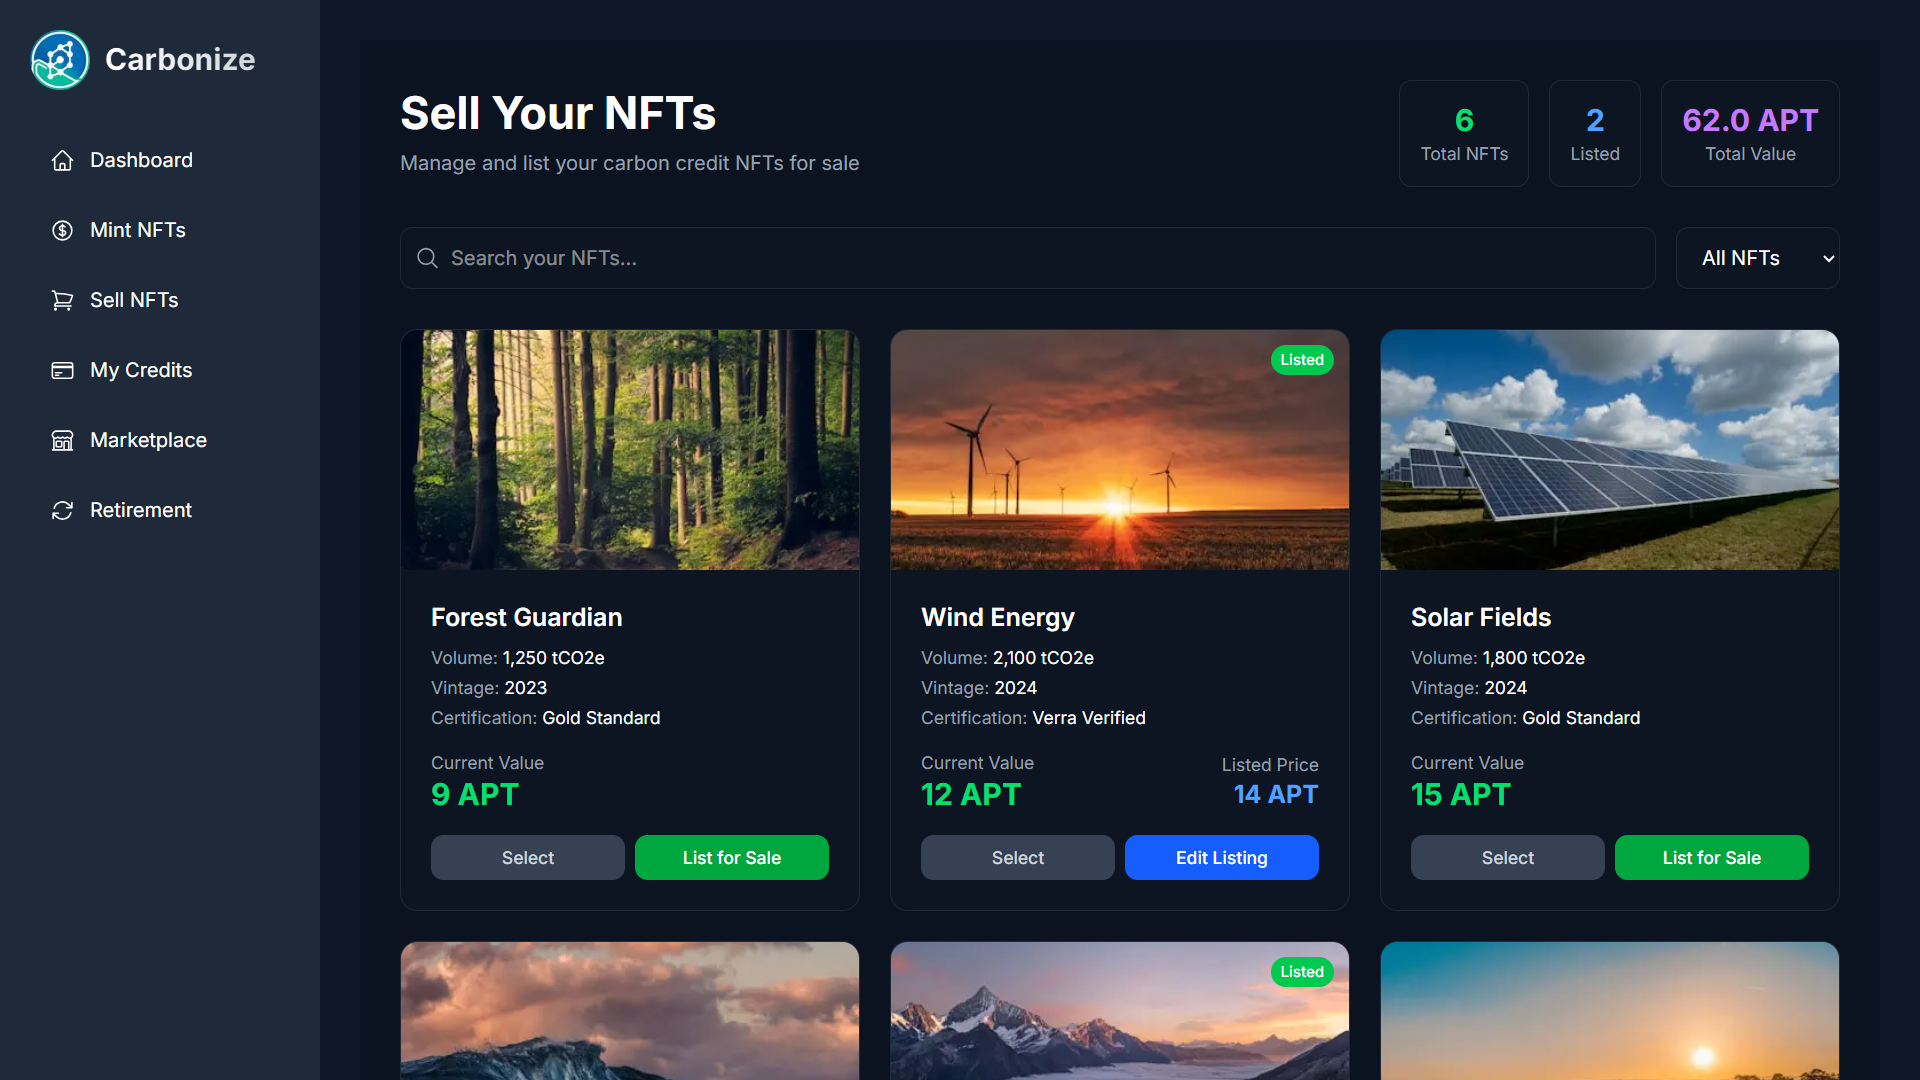 Carbonize
Dashboard
Mint NFTs
Sell NFTs
My Credits
Marketplace
Retirement
Sell Your NFTs
Manage and list your carbon credit NFTs for sale
6
Total NFTs
2
Listed
62.0 APT
Total Value
Search your NFTs...
All NFTs
Forest Guardian
Volume: 1,250 tCO2e
Vintage: 2023
Certification: Gold Standard
Current Value
9 APT
Select
List for Sale
Listed
Wind Energy
Volume: 2,100 tCO2e
Vintage: 2024
Certification: Verra Verified
Current Value
12 APT
Listed Price
14 APT
Select
Edit Listing
Solar Fields
Volume: 1,800 tCO2e
Vintage: 2024
Certification: Gold Standard
Current Value
15 APT
Select
List for Sale
Listed